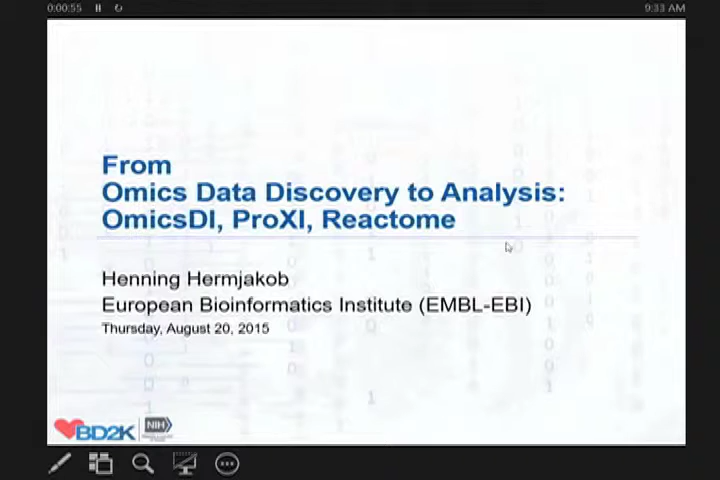 0:00:55
9:33 AM
From
Omics Data Discovery to Analysis:
OmicsDI, ProXI, Reactome
Henning Hermjakob
European Bioinformatics Institute (EMBL-EBI)
Thursday, August 20, 2015
BD2K
NIH